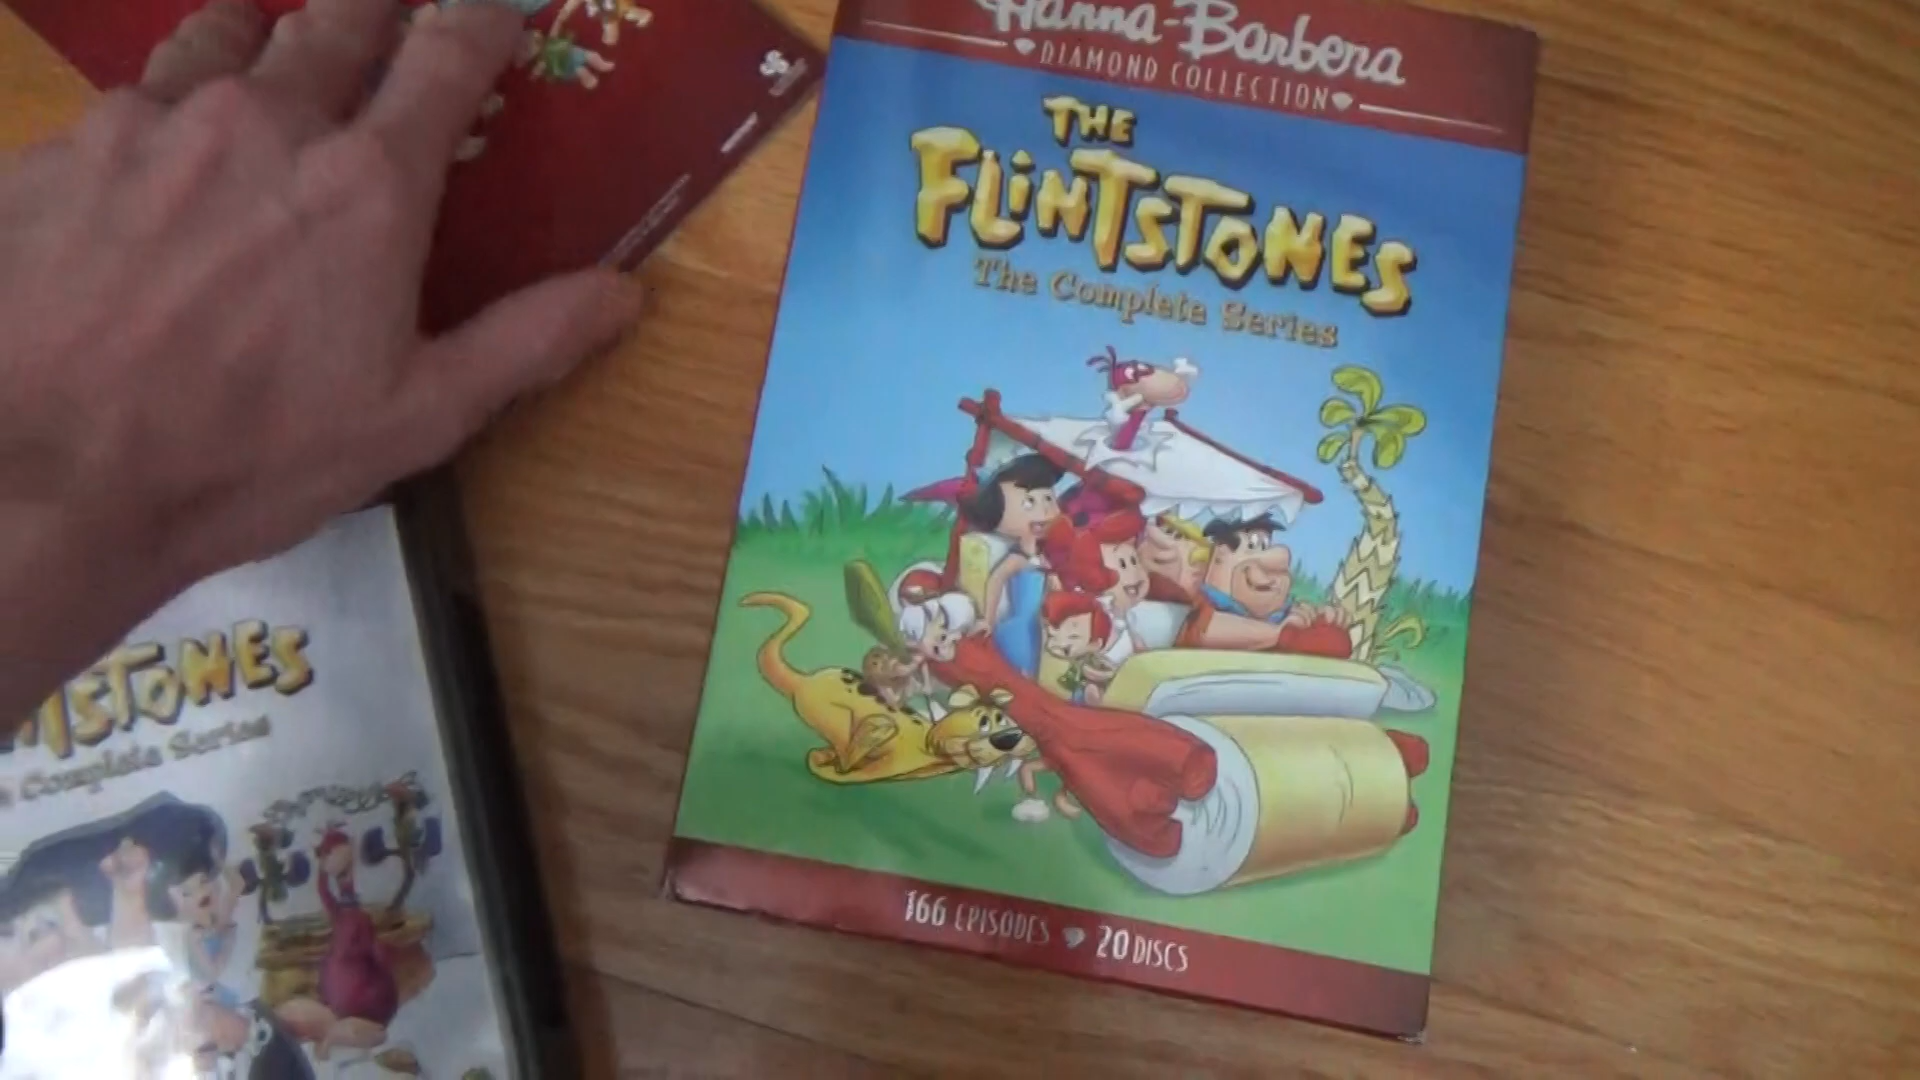 Hanna-Barbera
DIAMOND COLLECTION
THE
FLINTSTONES
The Complete Series
166 EPISODES
20 DISCS
NTSTONES
Complete Series